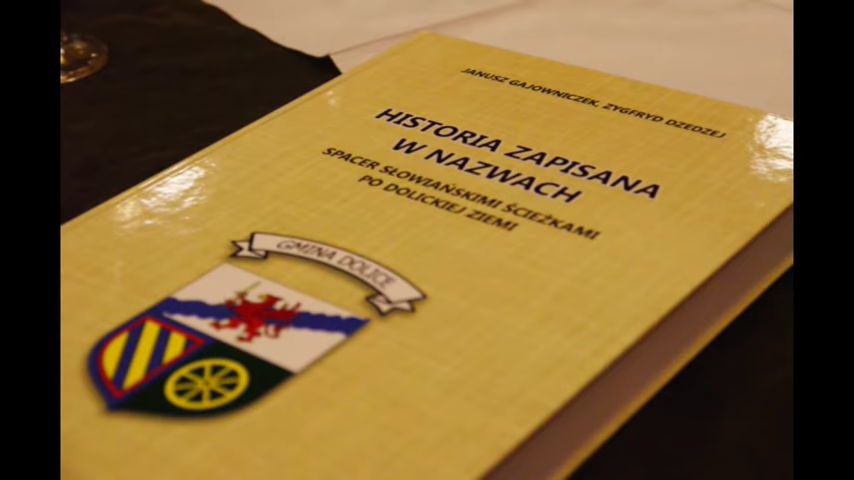 JANUSZ GAJOWNICZEK, ZYGFRYD DZEDZEJ
HISTORIA ZAPISANA
W NAZWACH
SPACER SŁOWIAŃSKIMI ŚCIEŻKAMI
PO DOLICKIEJ ZIEMI
GMINA DOLICE